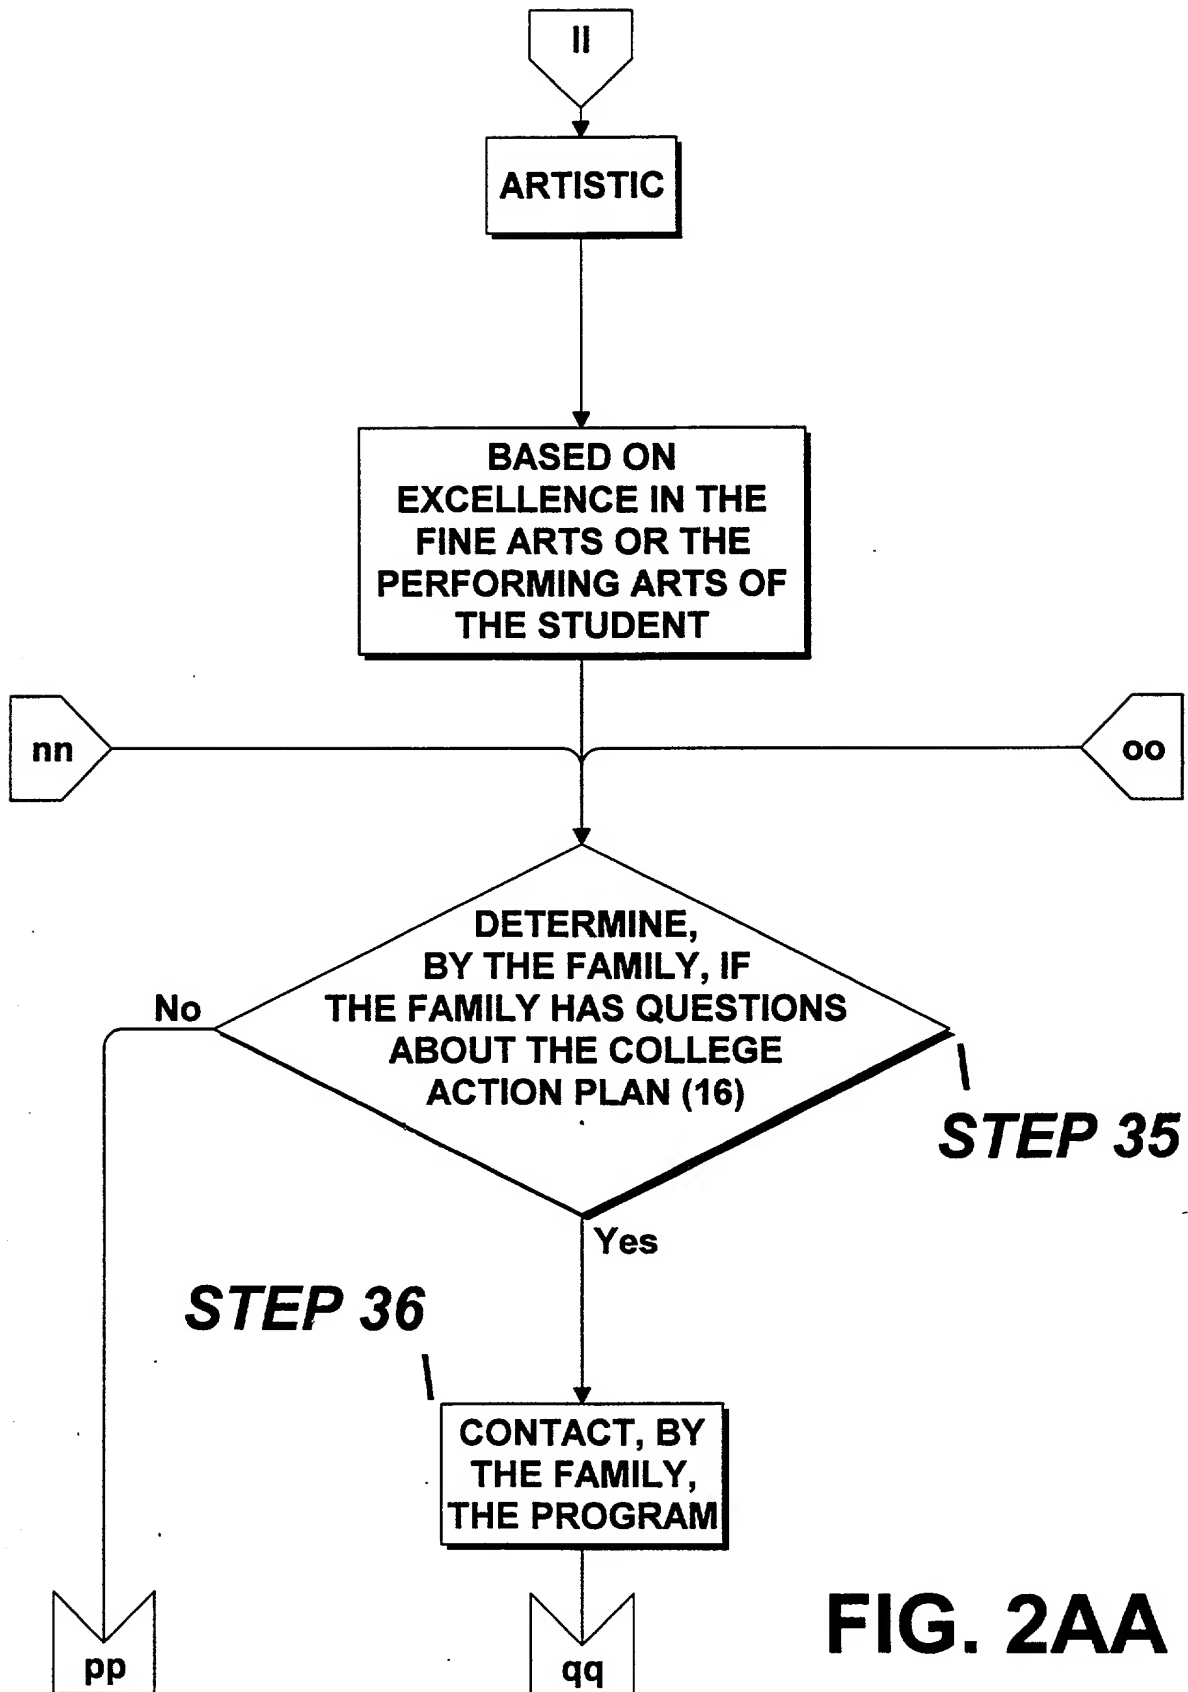 ll
ARTISTIC
BASED ON
EXCELLENCE IN THE
FINE ARTS OR THE
PERFORMING ARTS OF
THE STUDENT
nn
oo
DETERMINE,
BY THE FAMILY, IF
THE FAMILY HAS QUESTIONS
ABOUT THE COLLEGE
ACTION PLAN (16)
No
STEP 35
Yes
STEP 36
CONTACT, BY
THE FAMILY,
THE PROGRAM
pp
qq
FIG. 2AA